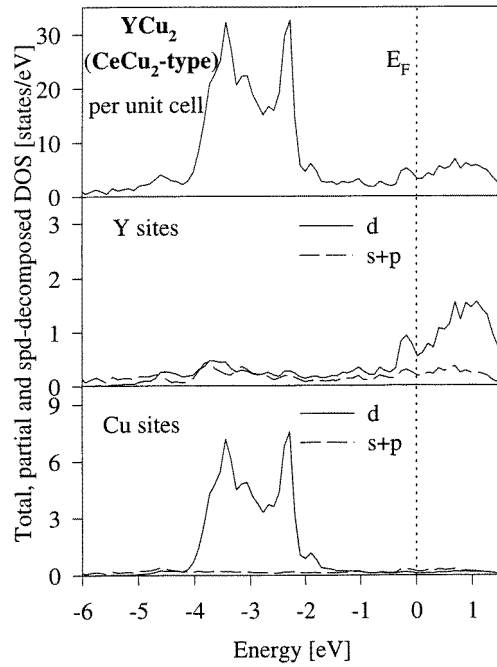 Total, partial and spd-decomposed DOS [states/eV]
30
20
10
0
YCu₂
(CeCu₂-type)
per unit cell
E_F
3
2
1
0
Y sites
d
s+p
9
6
3
0
Cu sites
d
s+p
-6 -5 -4 -3 -2 -1 0 1
Energy [eV]